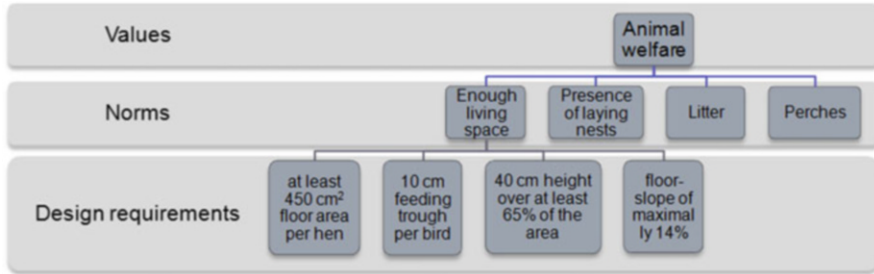 Values
Animal
welfare
Norms
Enough
living
space
Presence
of laying
nests
Litter
Perches
Design requirements
at least
450 cm²
floor area
per hen
10 cm
feeding
trough
per bird
40 cm height
over at least
65% of the
area
floor-
slope of
maximal
ly 14%